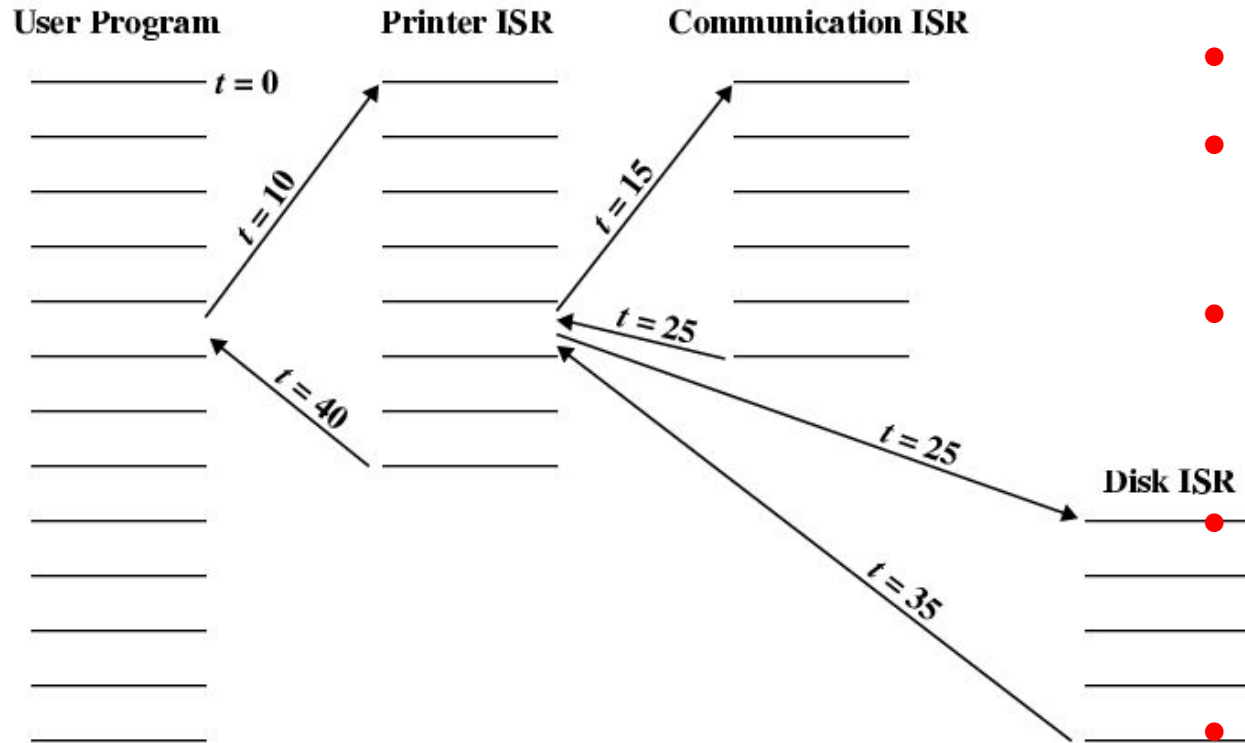 User Program
Printer ISR
Communication ISR
t = 0
t = 10
t = 15
t = 25
t = 40
t = 25
Disk ISR
t = 35